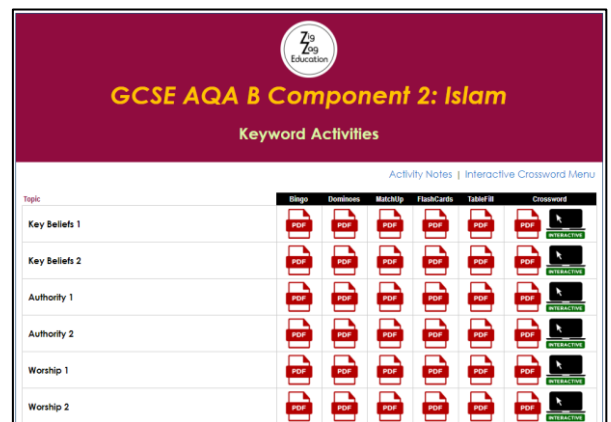 Zig
Zag
Education
GCSE AQA B Component 2: Islam
Keyword Activities
Activity Notes | Interactive Crossword Menu
Topic Bingo Dominoes MatchUp FlashCards TableFill Crossword
Key Beliefs 1 PDF PDF PDF PDF PDF PDF INTERACTIVE
Key Beliefs 2 PDF PDF PDF PDF PDF PDF INTERACTIVE
Authority 1 PDF PDF PDF PDF PDF PDF INTERACTIVE
Authority 2 PDF PDF PDF PDF PDF PDF INTERACTIVE
Worship 1 PDF PDF PDF PDF PDF PDF INTERACTIVE
Worship 2 PDF PDF PDF PDF PDF PDF INTERACTIVE